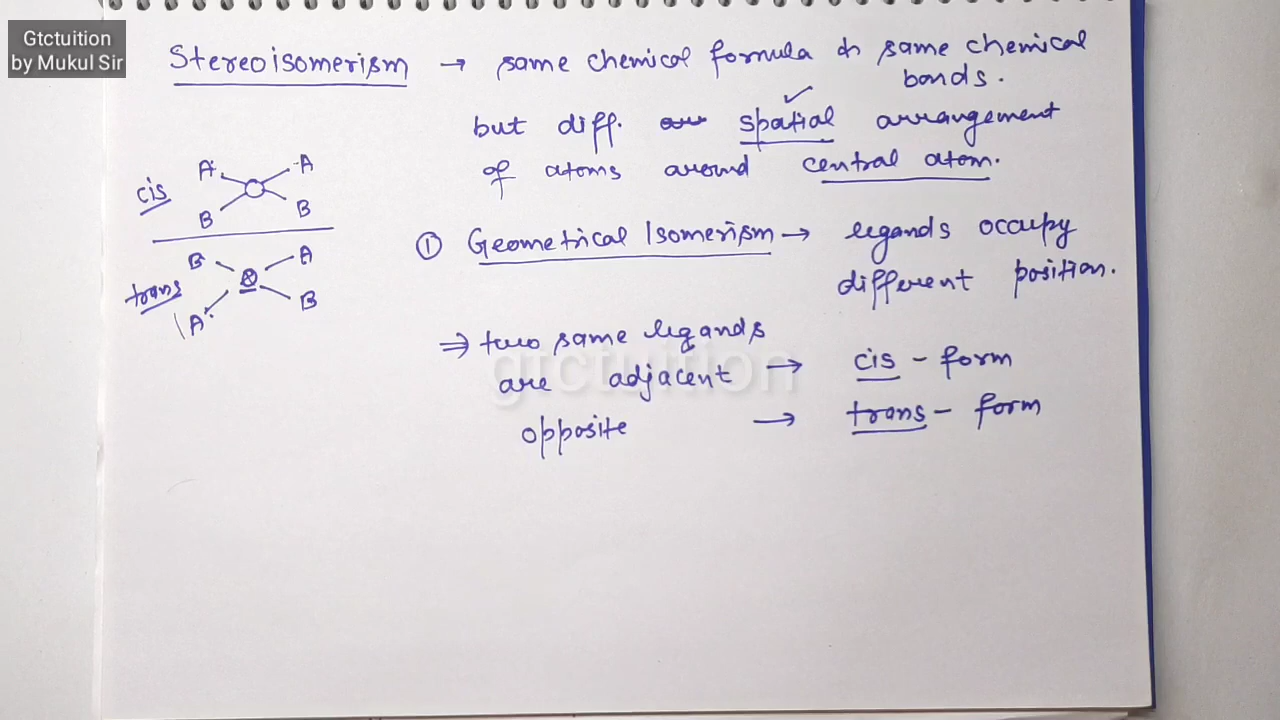 Gtctuition
by Mukul Sir
Stereoisomerism → same chemical formula & same chemical
bonds.
but diff. spatial arrangement
of atoms around central atom.
cis
A A
B B
trans
B A
A B
① Geometrical Isomerism → ligands occupy
different position.
⇒ two same ligands
are adjacent → cis - form
opposite → trans - form
gtctuition